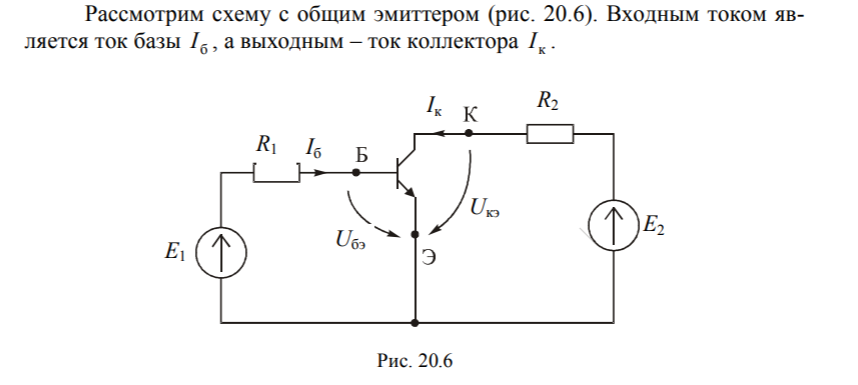 Рассмотрим схему с общим эмиттером (рис. 20.6). Входным током яв-
ляется ток базы Iб, а выходным – ток коллектора Iк.
Iк
К
R2
R1
Iб
Б
Uкэ
Uбэ
E2
E1
Э
Рис. 20.6